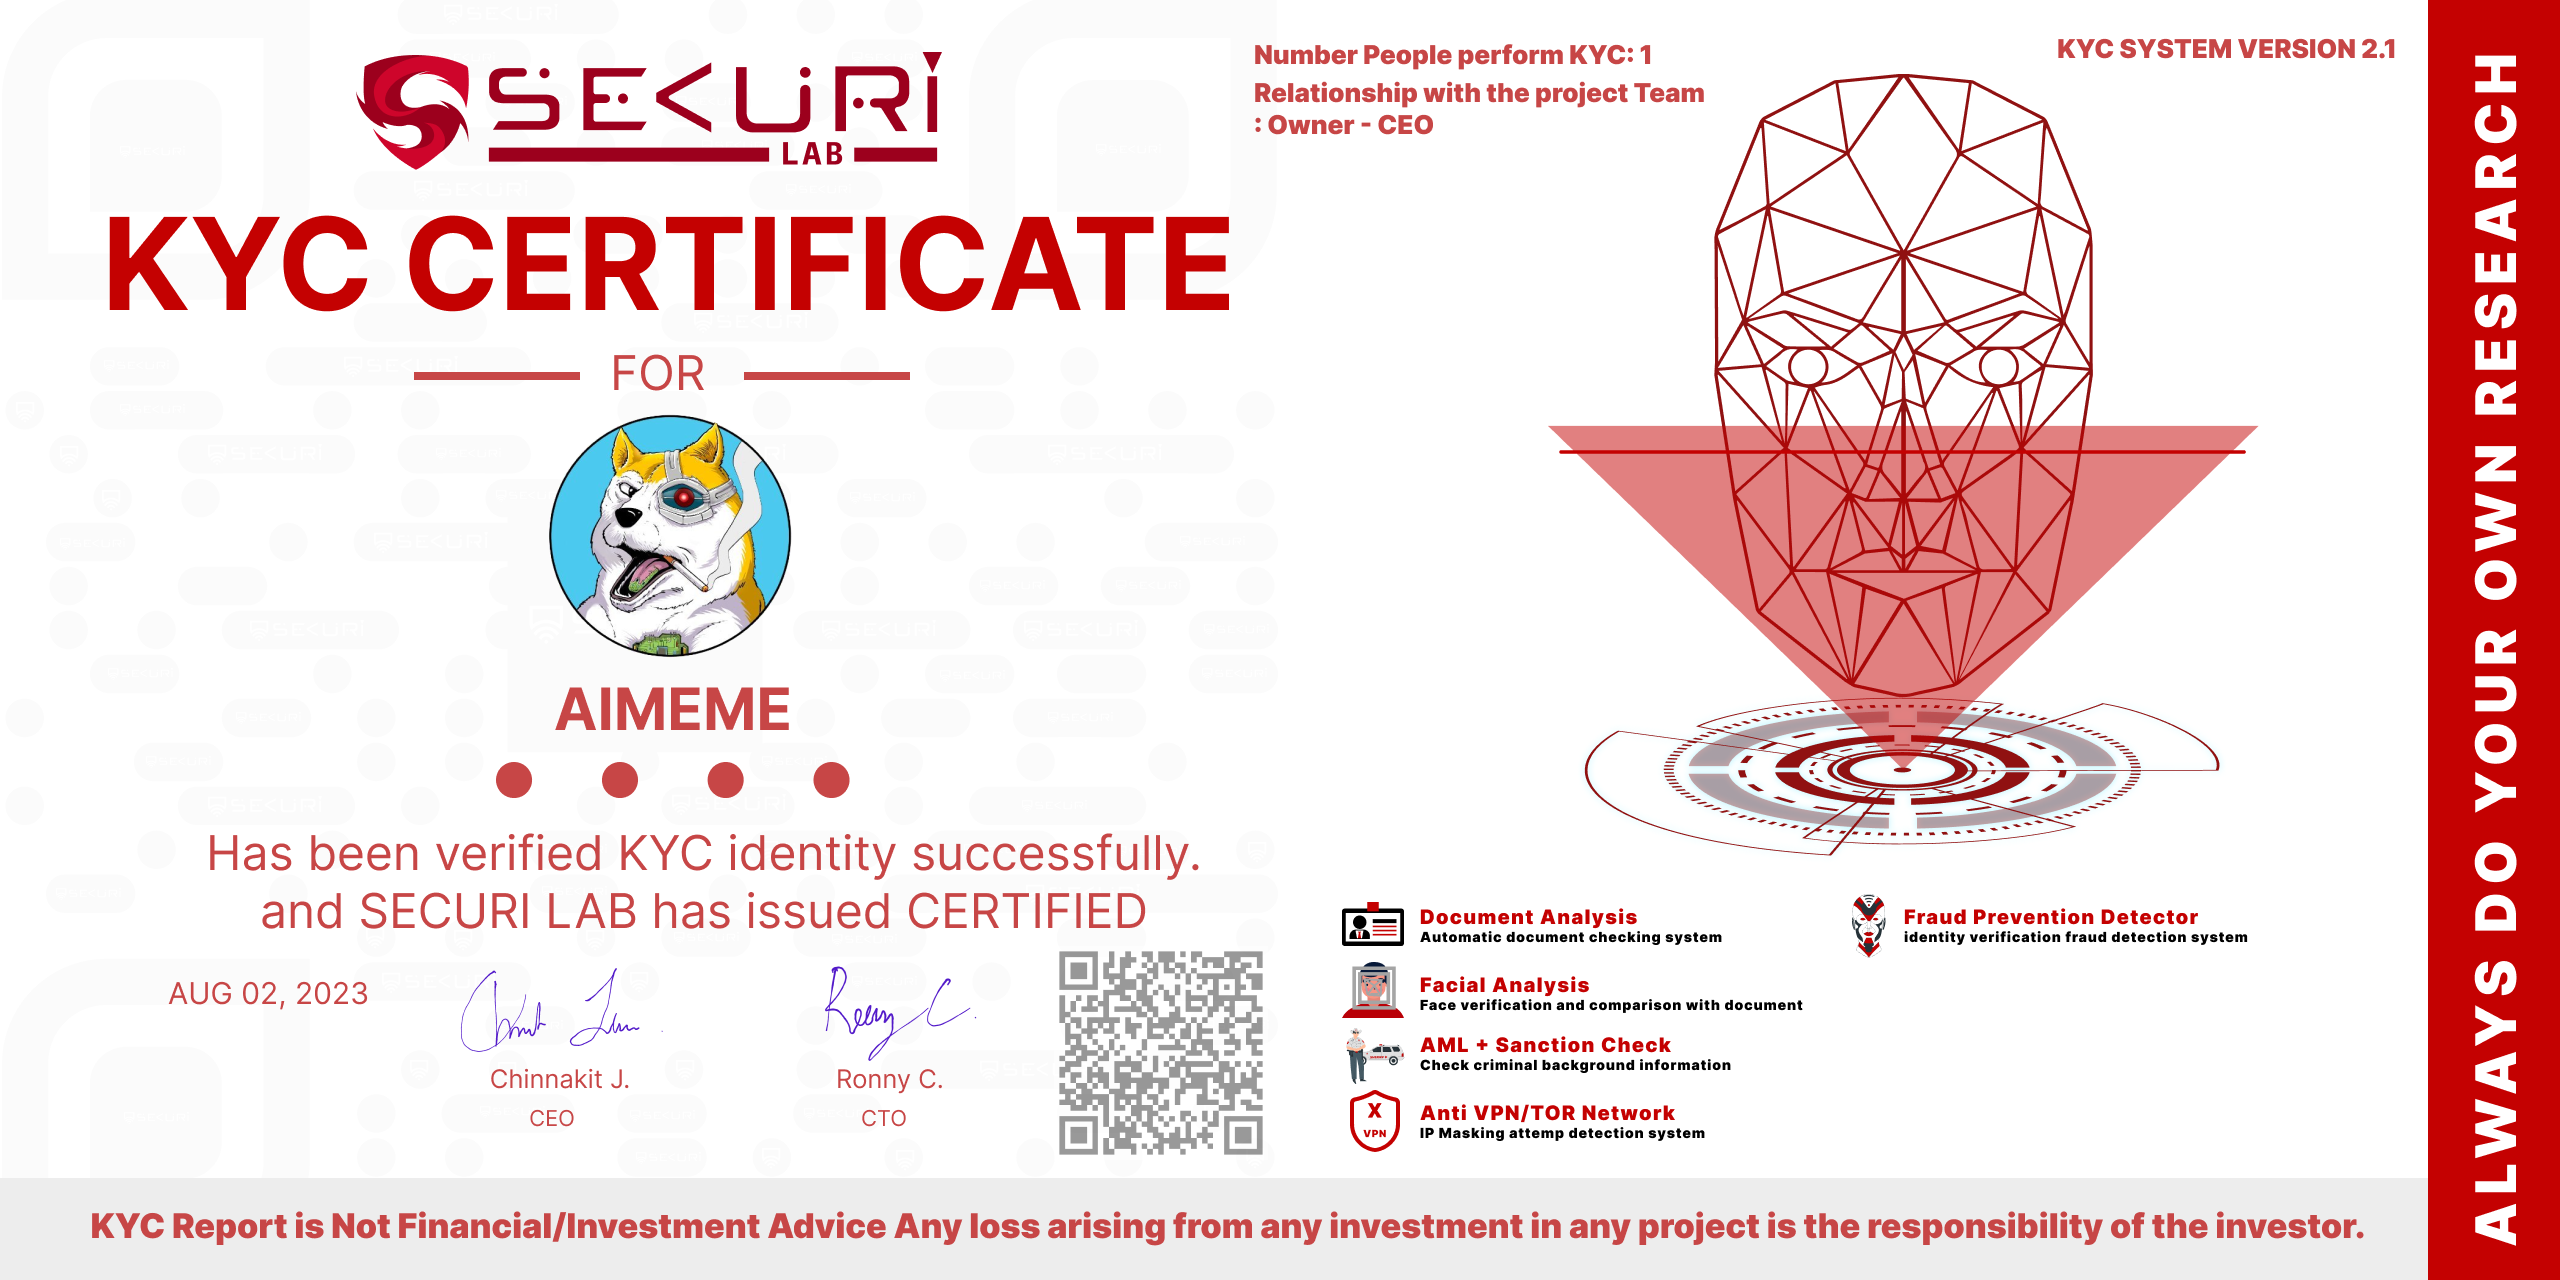 SECURI
LAB
KYC CERTIFICATE
FOR
AIMEME
Has been verified KYC identity successfully.
and SECURI LAB has issued CERTIFIED
AUG 02, 2023
Chinnakit J.
CEO
Ronny C.
CTO
Number People perform KYC: 1
Relationship with the project Team
: Owner - CEO
KYC SYSTEM VERSION 2.1
Document Analysis
Automatic document checking system
Fraud Prevention Detector
identity verification fraud detection system
Facial Analysis
Face verification and comparison with document
AML + Sanction Check
Check criminal background information
X
VPN
Anti VPN/TOR Network
IP Masking attemp detection system
KYC Report is Not Financial/Investment Advice Any loss arising from any investment in any project is the responsibility of the investor.
ALWAYS DO YOUR OWN RESEARCH